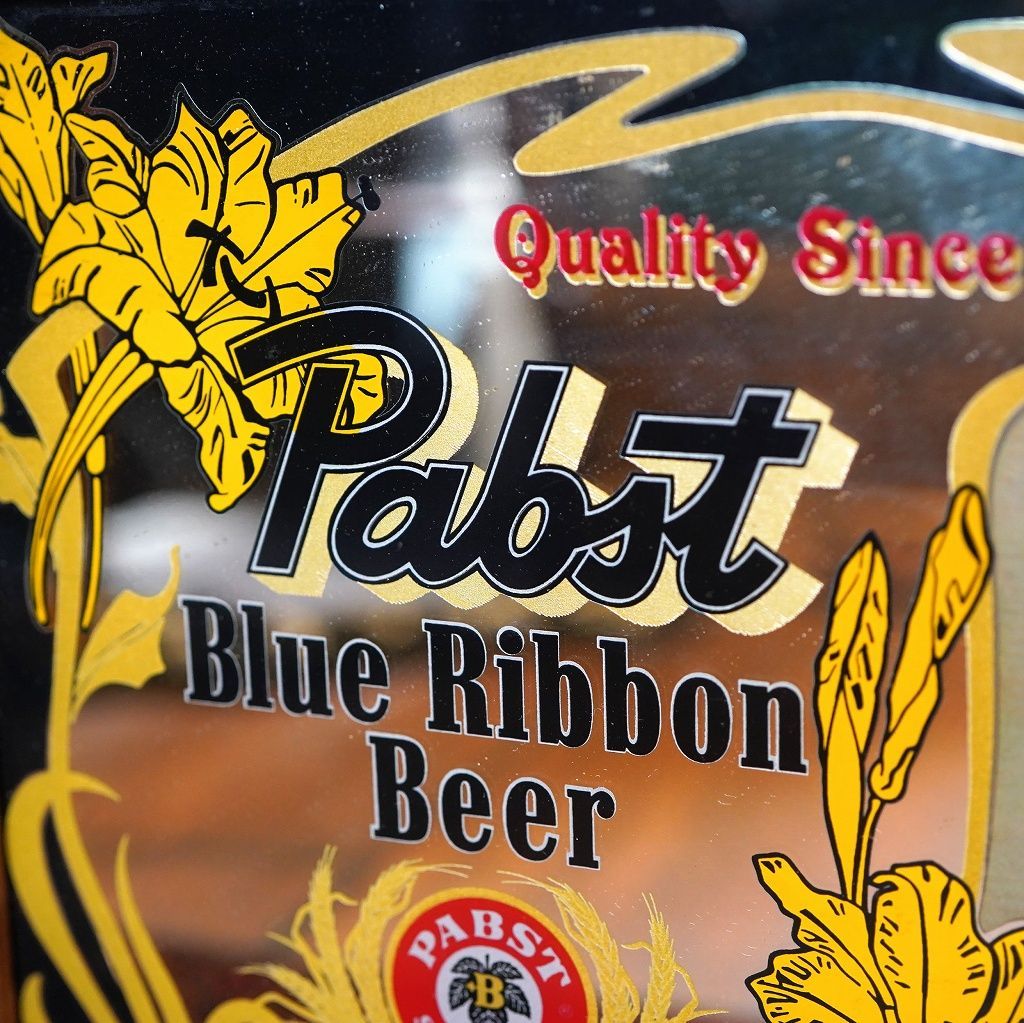 Quality Since
Pabst
Blue Ribbon
Beer
PABST
B